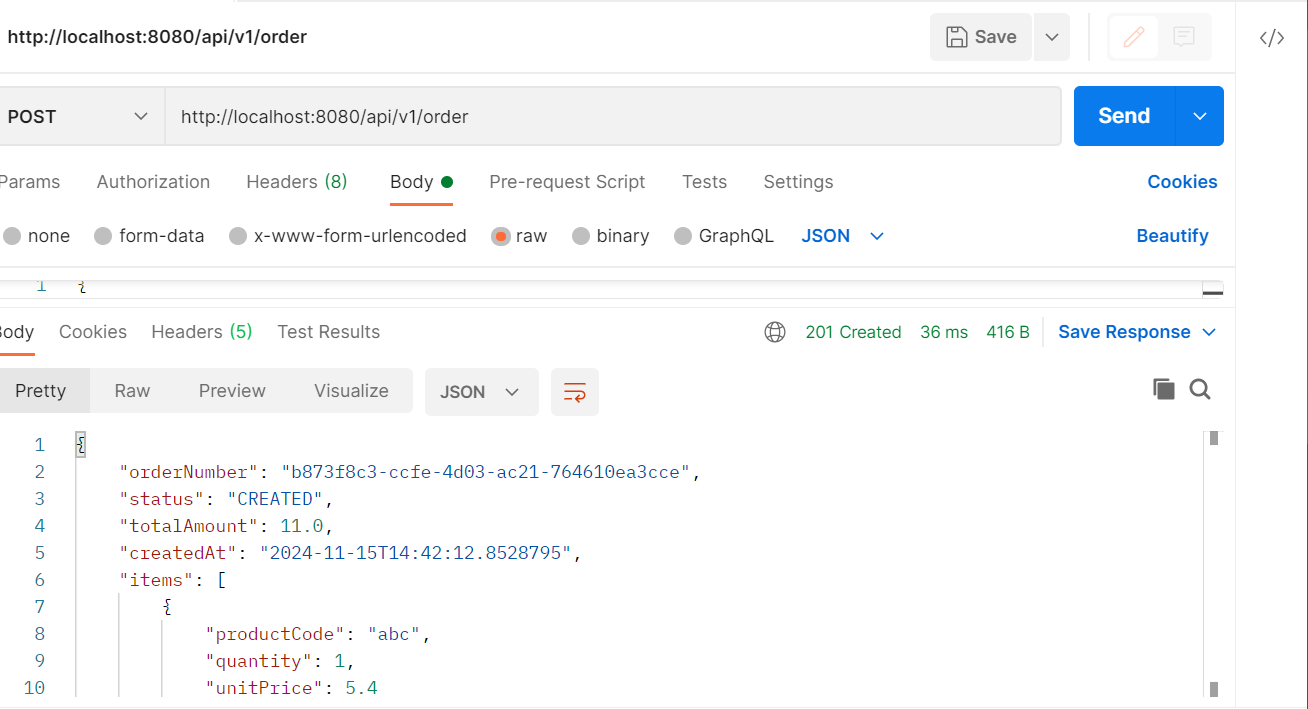 http://localhost:8080/api/v1/order Save </>
POST http://localhost:8080/api/v1/order Send
Params Authorization Headers (8) Body Pre-request Script Tests Settings Cookies
none form-data x-www-form-urlencoded raw binary GraphQL JSON Beautify
1 {
Body Cookies Headers (5) Test Results 201 Created 36 ms 416 B Save Response
Pretty Raw Preview Visualize JSON
1 {
2 "orderNumber": "b873f8c3-ccfe-4d03-ac21-764610ea3cce",
3 "status": "CREATED",
4 "totalAmount": 11.0,
5 "createdAt": "2024-11-15T14:42:12.8528795",
6 "items": [
7 {
8 "productCode": "abc",
9 "quantity": 1,
10 "unitPrice": 5.4